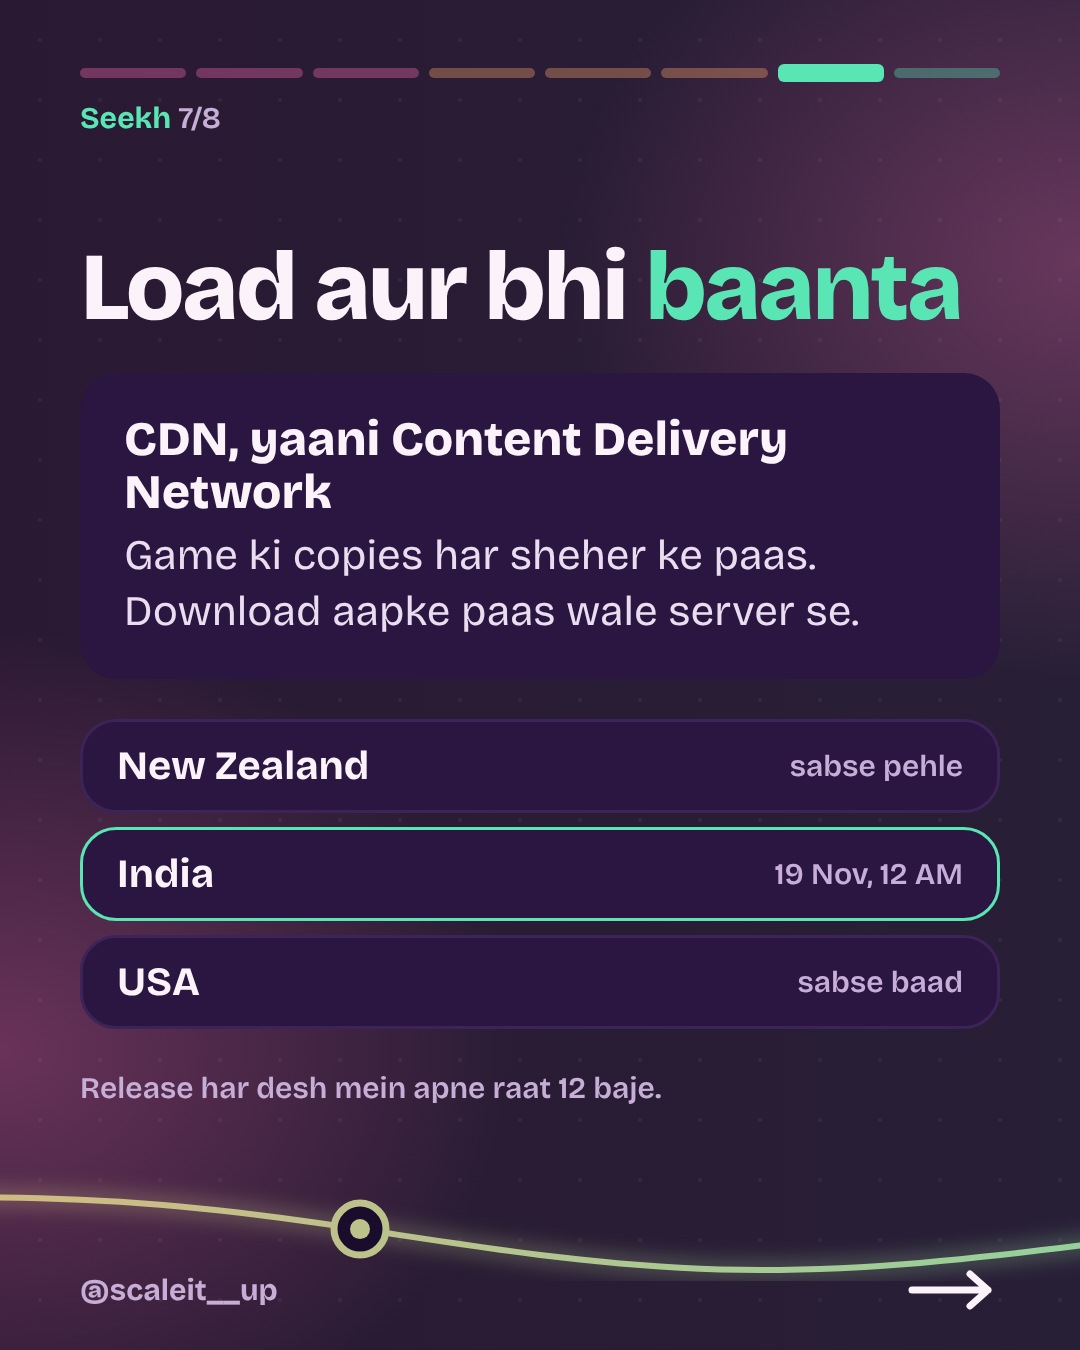 Seekh 7/8
Load aur bhi baanta
CDN, yaani Content Delivery
Network
Game ki copies har sheher ke paas.
Download aapke paas wale server se.
New Zealand sabse pehle
India 19 Nov, 12 AM
USA sabse baad
Release har desh mein apne raat 12 baje.
@scaleit__up